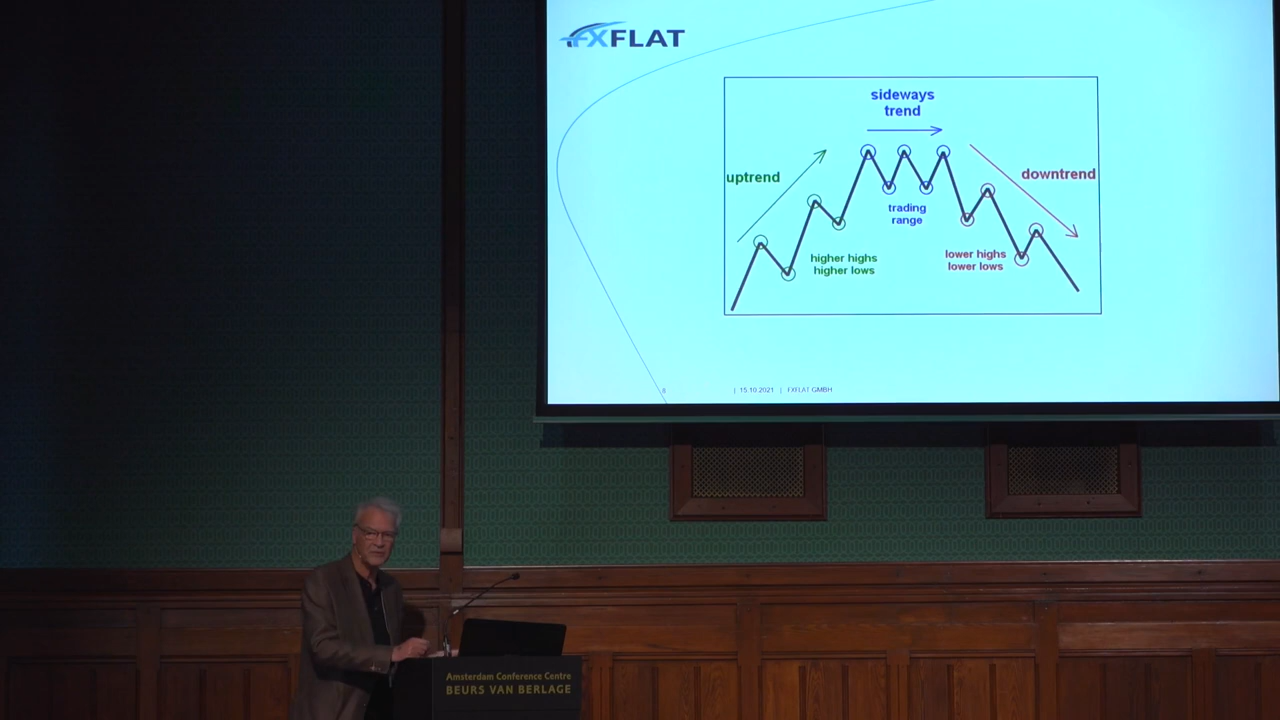 FXFLAT
sideways
trend
uptrend
downtrend
trading
range
higher highs
higher lows
lower highs
lower lows
8
| 15.10.2021 | FXFLAT GMBH
Amsterdam Conference Centre
BEURS VAN BERLAGE